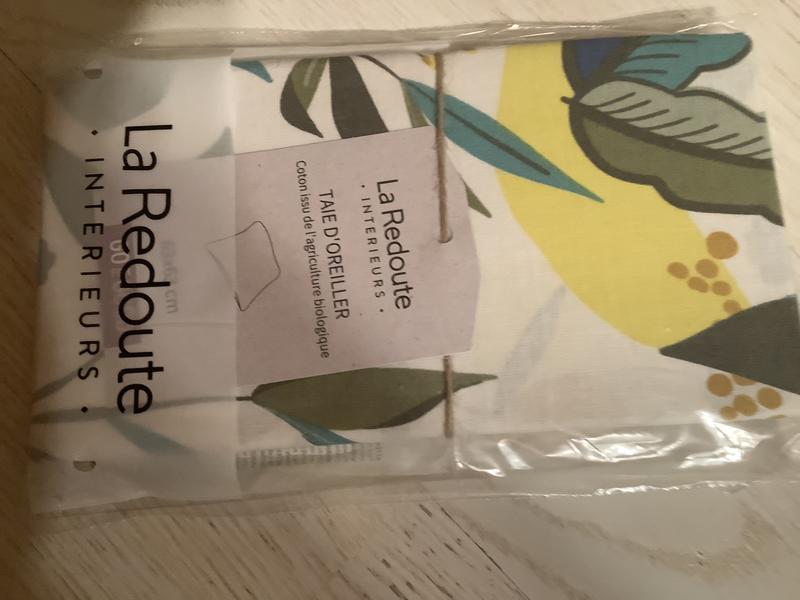 La Redoute
• INTERIEURS •
La Redoute
• INTERIEURS •
TAIE D'OREILLER
Coton issu de l'agriculture biologique